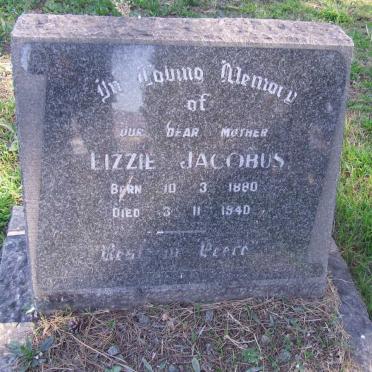 In Loving Memory
of
OUR DEAR MOTHER
LIZZIE JACOBUS
BORN 10 3 1880
DIED 3 11 1940
"Rest in Peace"